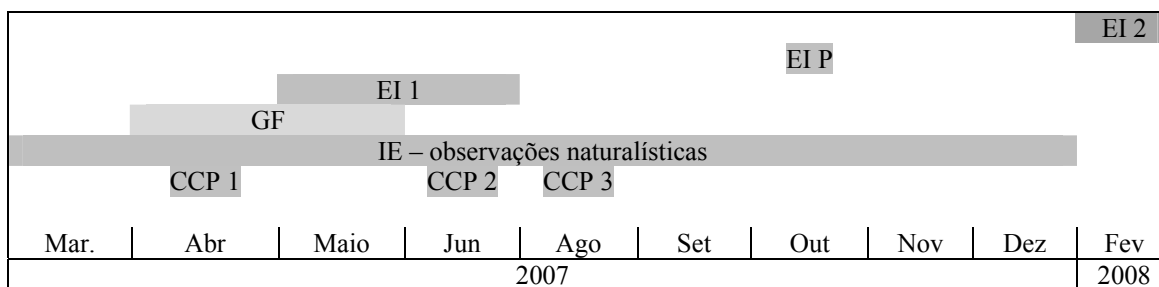 EI 2
EI P
EI 1
GF
IE – observações naturalísticas
CCP 1 CCP 2 CCP 3
Mar. Abr Maio Jun Ago Set Out Nov Dez Fev
2007 2008